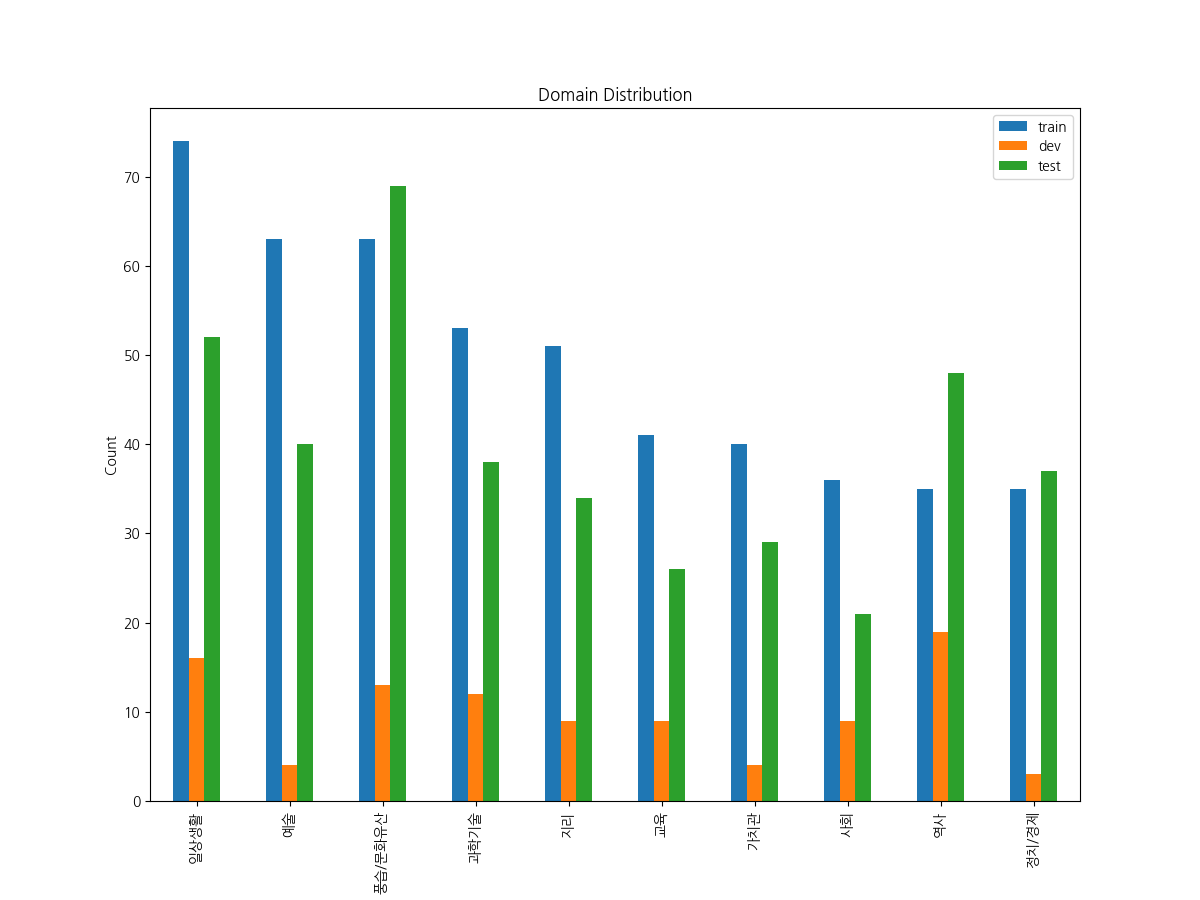 Domain Distribution
train
dev
test
Count
70
60
50
40
30
20
10
0
일상생활
예술
풍습/문화유산
과학기술
지리
교육
가치관
사회
역사
정치/경제